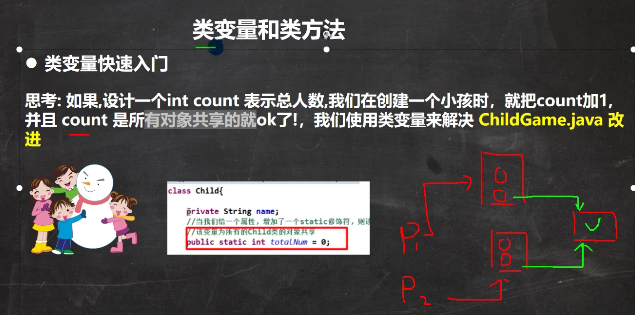 类变量和类方法
● 类变量快速入门
思考: 如果,设计一个int count 表示总人数,我们在创建一个小孩时，就把count加1，
并且 count 是所有对象共享的就ok了!，我们使用类变量来解决 ChildGame.java 改
进
class Child{
private String name;
//当我们给一个属性，增加了一个static修饰符，则
//该变量为所有的Child类的对象共享
public static int totalNum = 0;
P1
P2